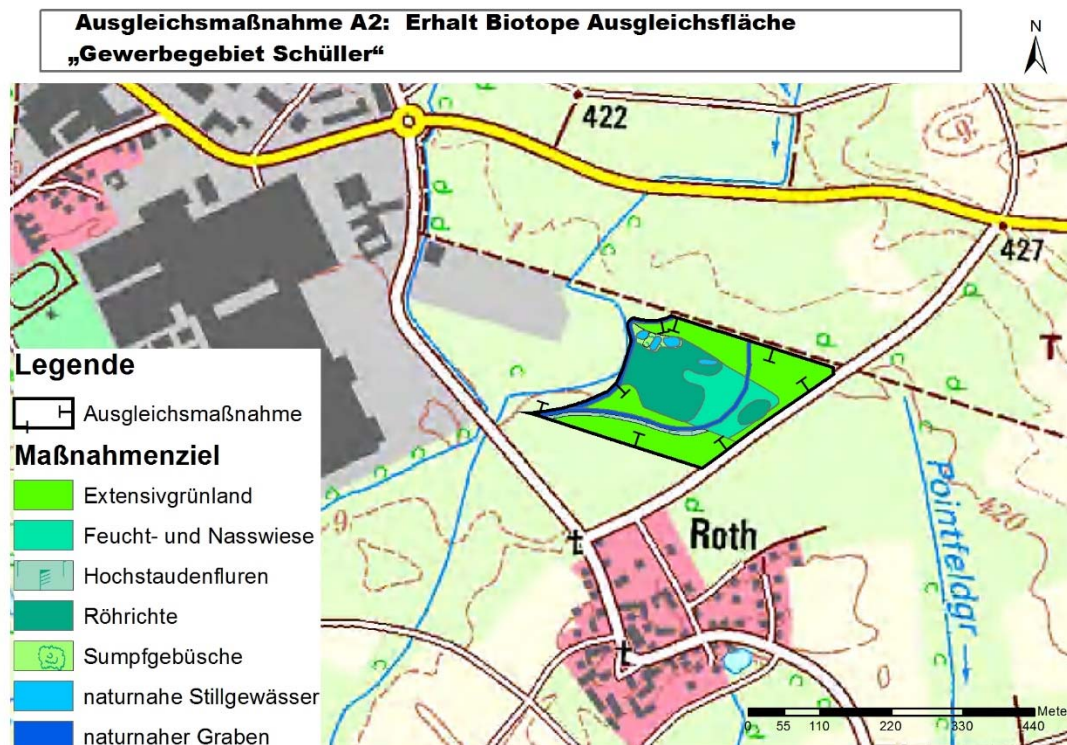 Ausgleichsmaßnahme A2: Erhalt Biotope Ausgleichsfläche
„Gewerbegebiet Schüller“
N
422
427
Legende
Ausgleichsmaßnahme
Maßnahmenziel
Extensivgrünland
Feucht- und Nasswiese
Hochstaudenfluren
Röhrichte
Sumpfgebüsche
naturnahe Stillgewässer
naturnaher Graben
Roth
Pointfeldgr
420
Mete
0 55 110 220 330 440